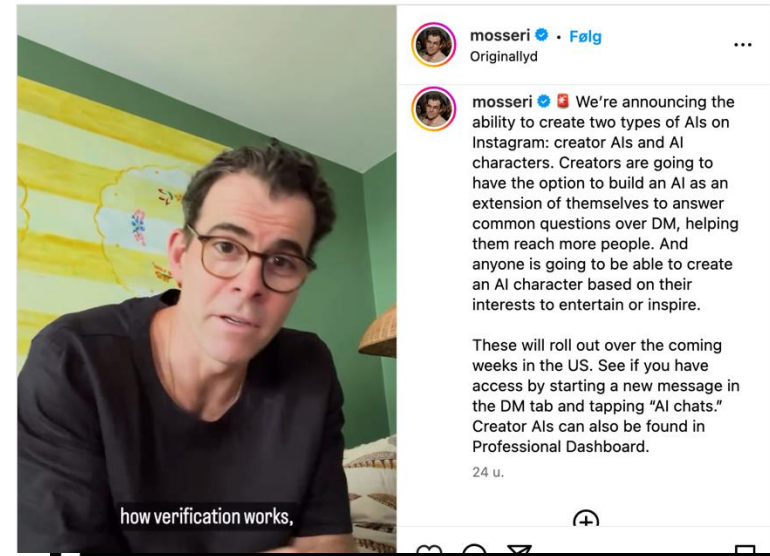 mosseri • Følg
Originallyd
mosseri 🚨 We’re announcing the
ability to create two types of AIs on
Instagram: creator AIs and AI
characters. Creators are going to
have the option to build an AI as an
extension of themselves to answer
common questions over DM, helping
them reach more people. And
anyone is going to be able to create
an AI character based on their
interests to entertain or inspire.
These will roll out over the coming
weeks in the US. See if you have
access by starting a new message in
the DM tab and tapping “AI chats.”
Creator AIs can also be found in
Professional Dashboard.
24 u.
how verification works,